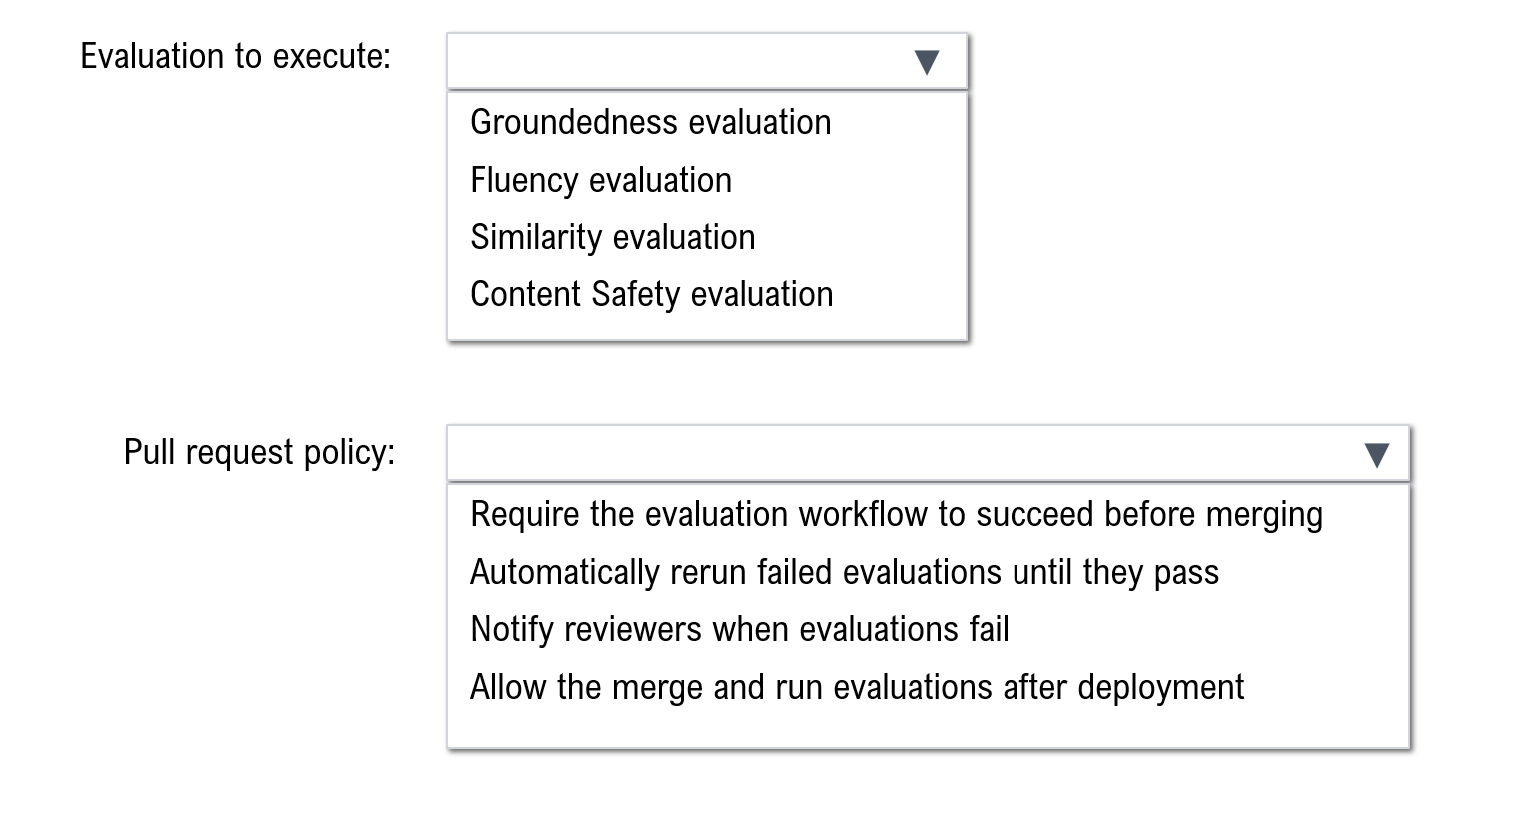 Evaluation to execute:
Groundedness evaluation
Fluency evaluation
Similarity evaluation
Content Safety evaluation
Pull request policy:
Require the evaluation workflow to succeed before merging
Automatically rerun failed evaluations until they pass
Notify reviewers when evaluations fail
Allow the merge and run evaluations after deployment